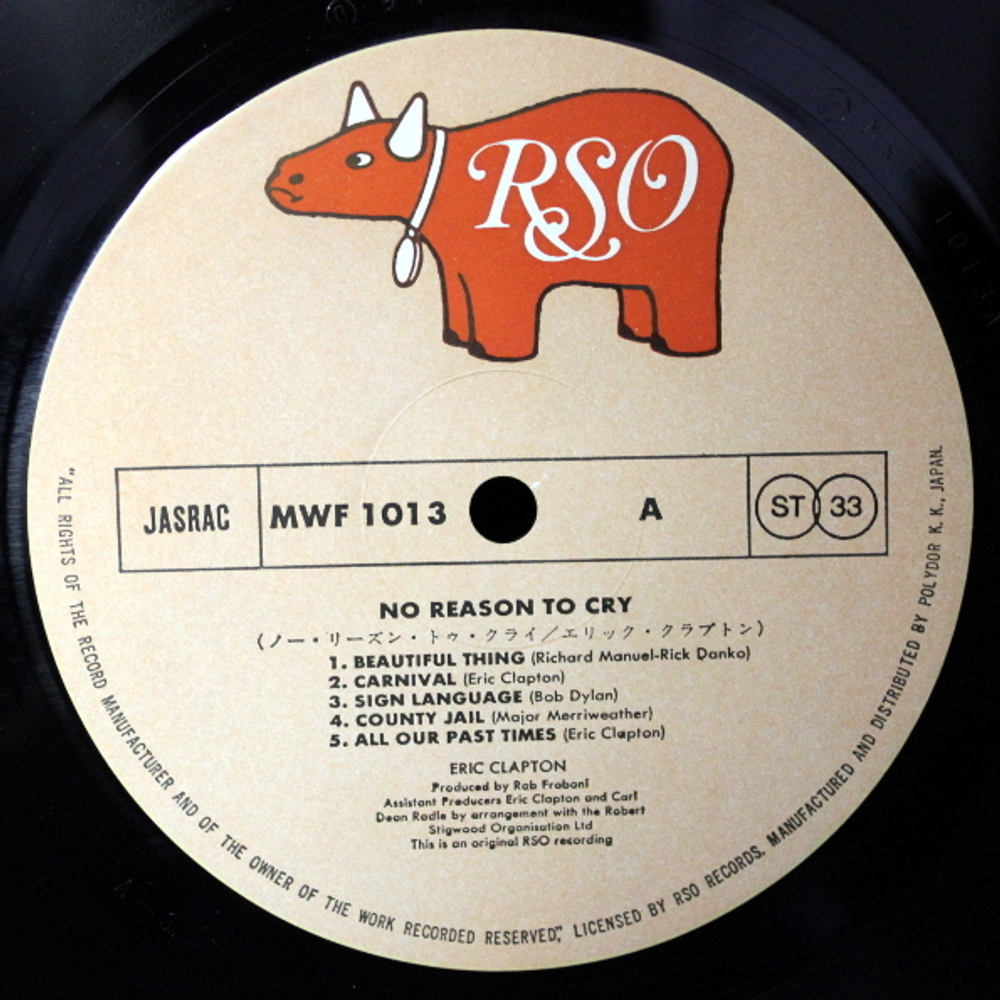 RSO
JASRAC
MWF 1013
A
ST 33
NO REASON TO CRY
(ノー・リーズン・トゥ・クライ／エリック・クラプトン)
1. BEAUTIFUL THING (Richard Manuel-Rick Danko)
2. CARNIVAL (Eric Clapton)
3. SIGN LANGUAGE (Bob Dylan)
4. COUNTY JAIL (Major Merriweather)
5. ALL OUR PAST TIMES (Eric Clapton)
ERIC CLAPTON
Produced by Rob Fraboni
Assistant Producers Eric Clapton and Carl
Dean Radle by arrangement with the Robert
Stigwood Organisation Ltd
This is an original RSO recording
"ALL RIGHTS OF THE RECORD MANUFACTURER AND OF THE OWNER OF THE WORK RECORDED RESERVED", LICENSED BY RSO RECORDS. MANUFACTURED AND DISTRIBUTED BY POLYDOR K. K., JAPAN.